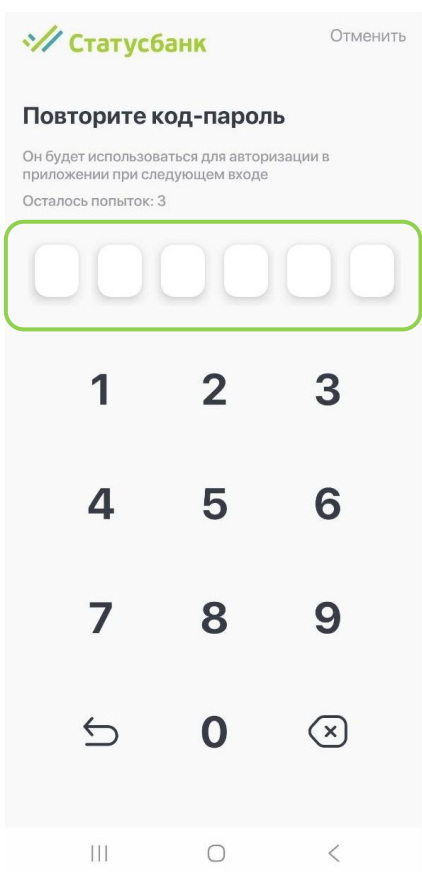 Статусбанк
Отменить
Повторите код-пароль
Он будет использоваться для авторизации в
приложении при следующем входе
Осталось попыток: 3
1 2 3
4 5 6
7 8 9
0